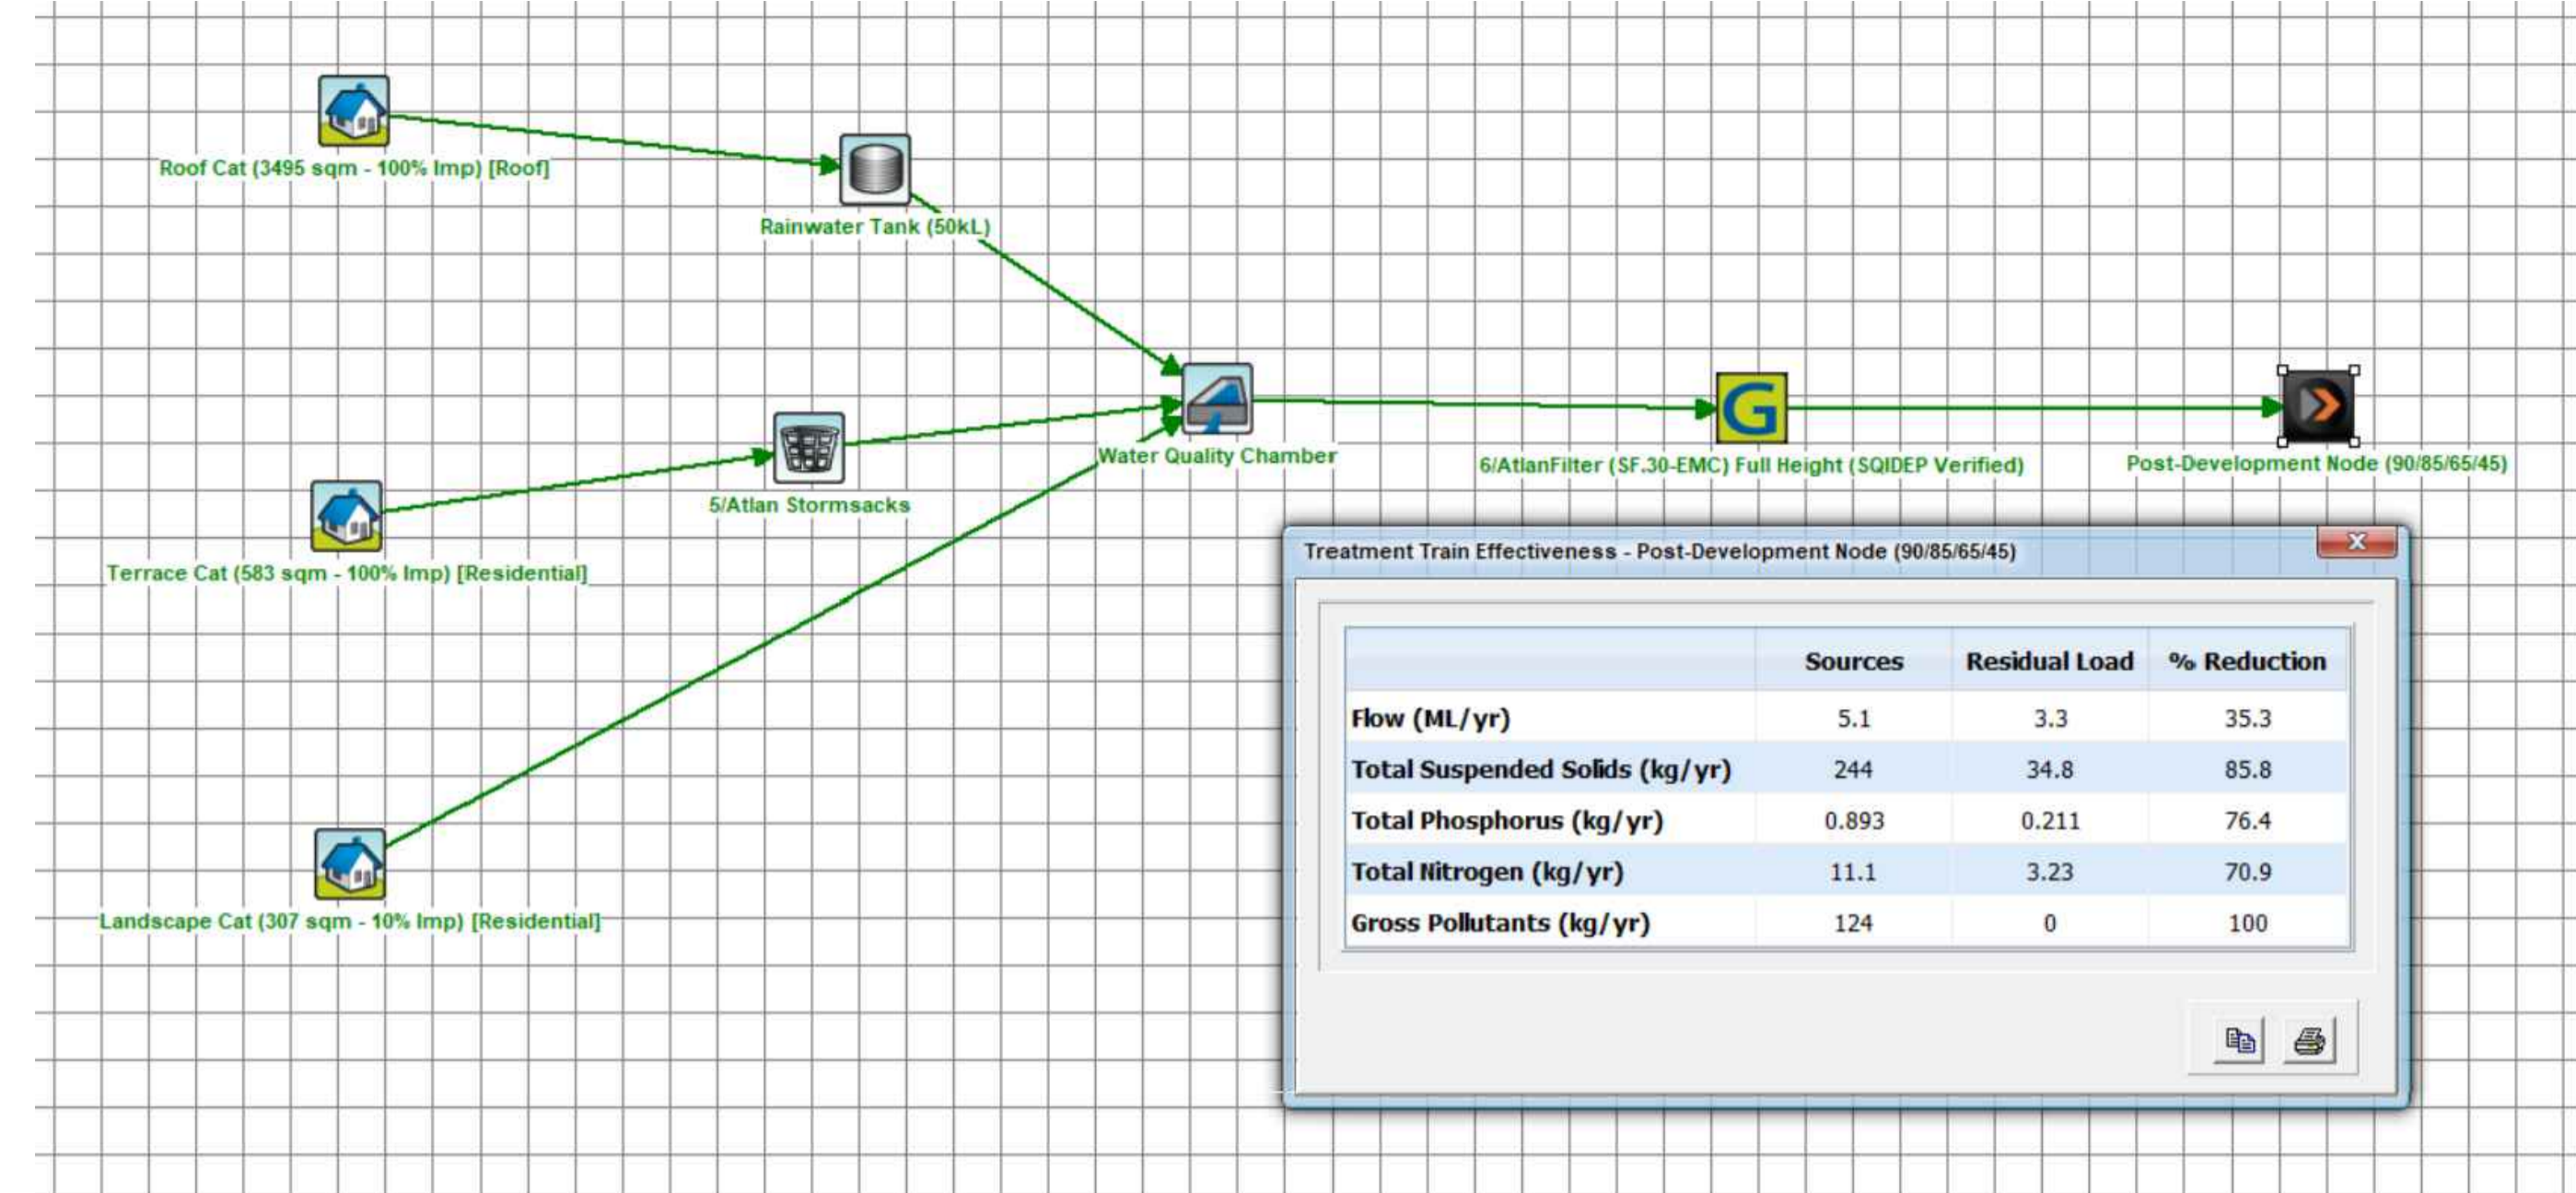 Roof Cat (3495 sqm - 100% Imp) [Roof]
Rainwater Tank (50kL)
Water Quality Chamber
6/AtlanFilter (SF.30-EMC) Full Height (SQIDEP Verified)
Post-Development Node (90/85/65/45)
5/Atlan Stormsacks
Terrace Cat (583 sqm - 100% Imp) [Residential]
Landscape Cat (307 sqm - 10% Imp) [Residential]
Treatment Train Effectiveness - Post-Development Node (90/85/65/45)
Sources Residual Load % Reduction
Flow (ML/yr) 5.1 3.3 35.3
Total Suspended Solids (kg/yr) 244 34.8 85.8
Total Phosphorus (kg/yr) 0.893 0.211 76.4
Total Nitrogen (kg/yr) 11.1 3.23 70.9
Gross Pollutants (kg/yr) 124 0 100